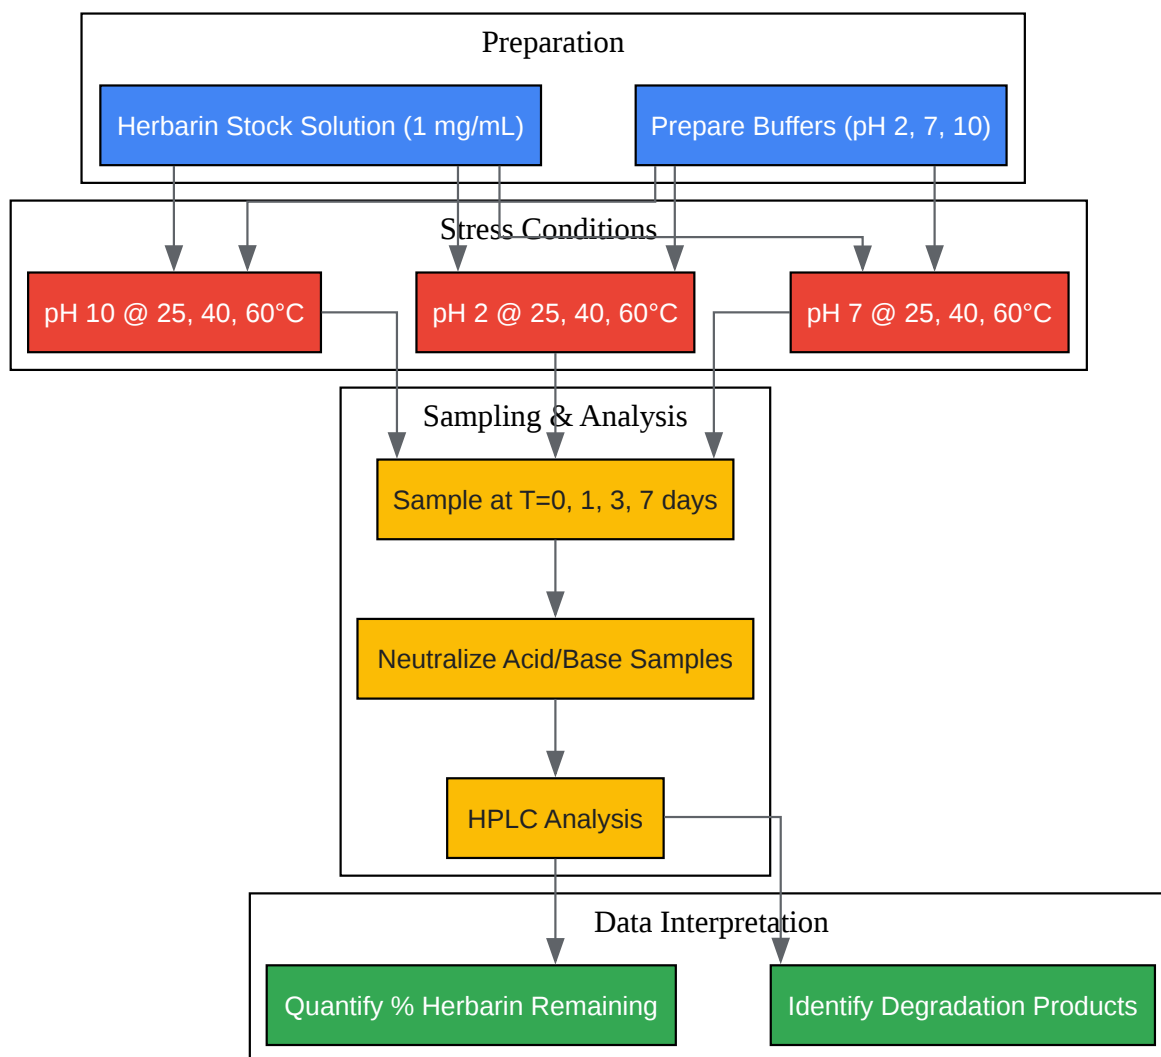 Preparation
Herbarin Stock Solution (1 mg/mL)
Prepare Buffers (pH 2, 7, 10)
Stress Conditions
pH 10 @ 25, 40, 60°C
pH 2 @ 25, 40, 60°C
pH 7 @ 25, 40, 60°C
Sampling & Analysis
Sample at T=0, 1, 3, 7 days
Neutralize Acid/Base Samples
HPLC Analysis
Data Interpretation
Quantify % Herbarin Remaining
Identify Degradation Products